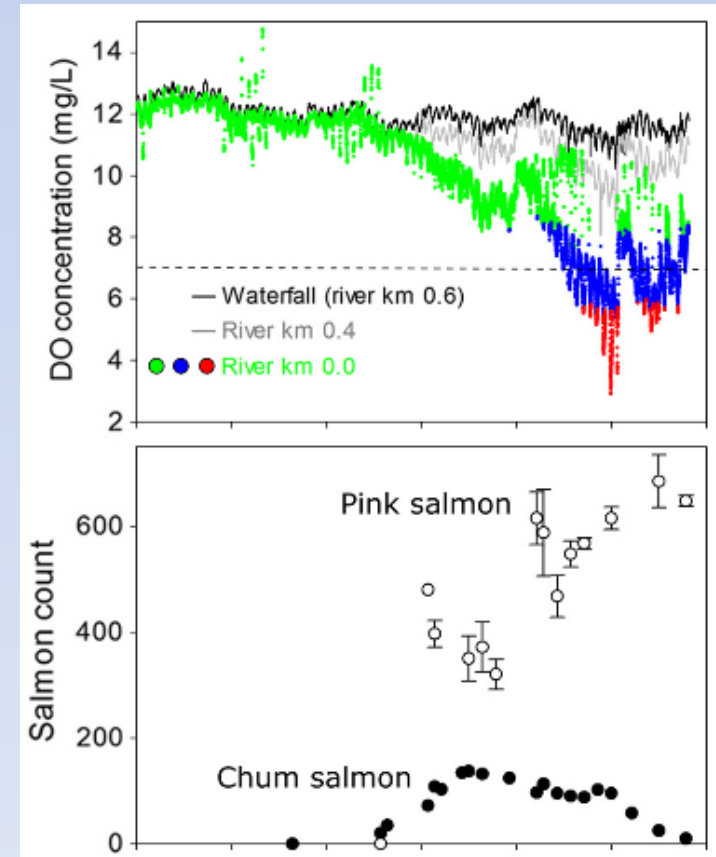 DO concentration (mg/L)
14
12
10
8
6
4
2
Waterfall (river km 0.6)
River km 0.4
River km 0.0
Salmon count
600
400
200
0
Pink salmon
Chum salmon